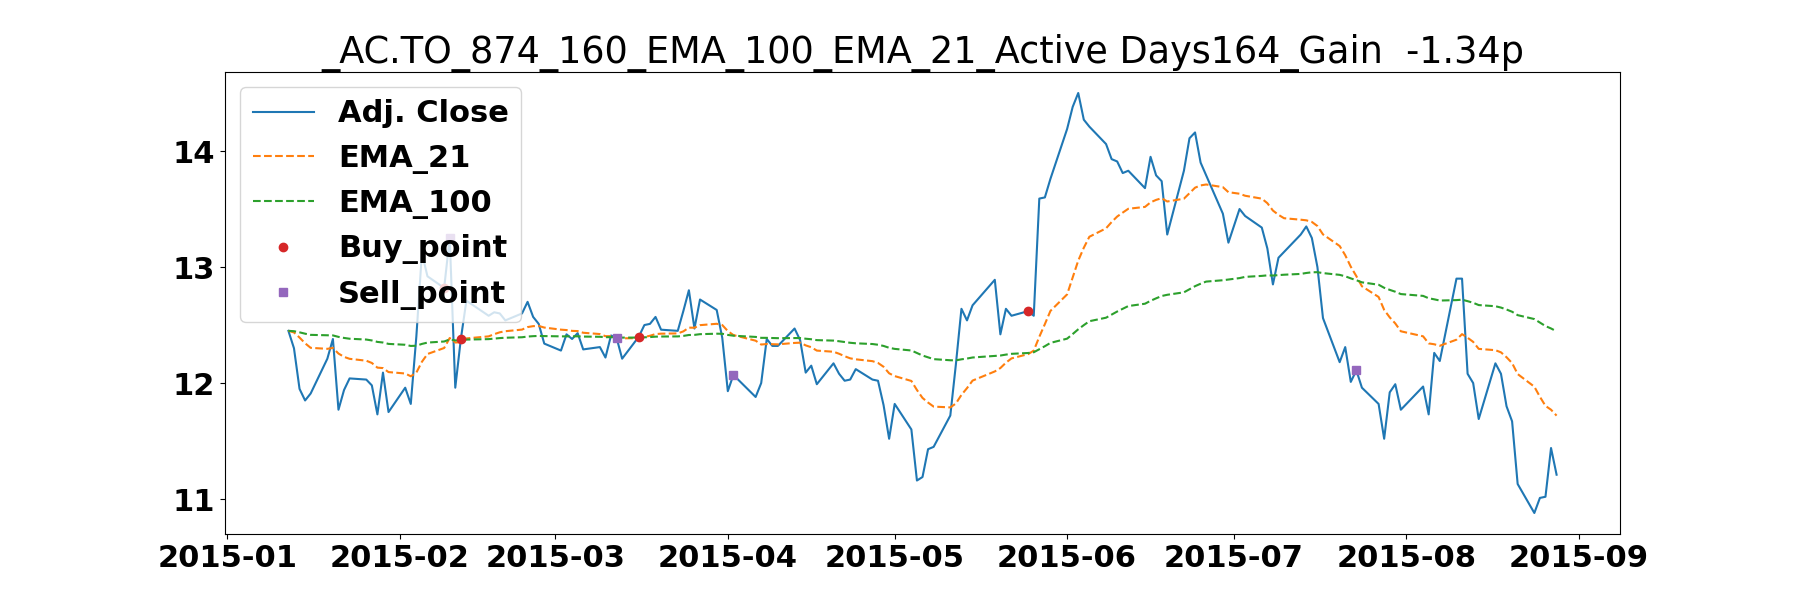 _AC.TO_874_160_EMA_100_EMA_21_Active Days164_Gain  -1.34p
Adj. Close
EMA_21
EMA_100
Buy_point
Sell_point
14
13
12
11
2015-01 2015-02 2015-03 2015-04 2015-05 2015-06 2015-07 2015-08 2015-09